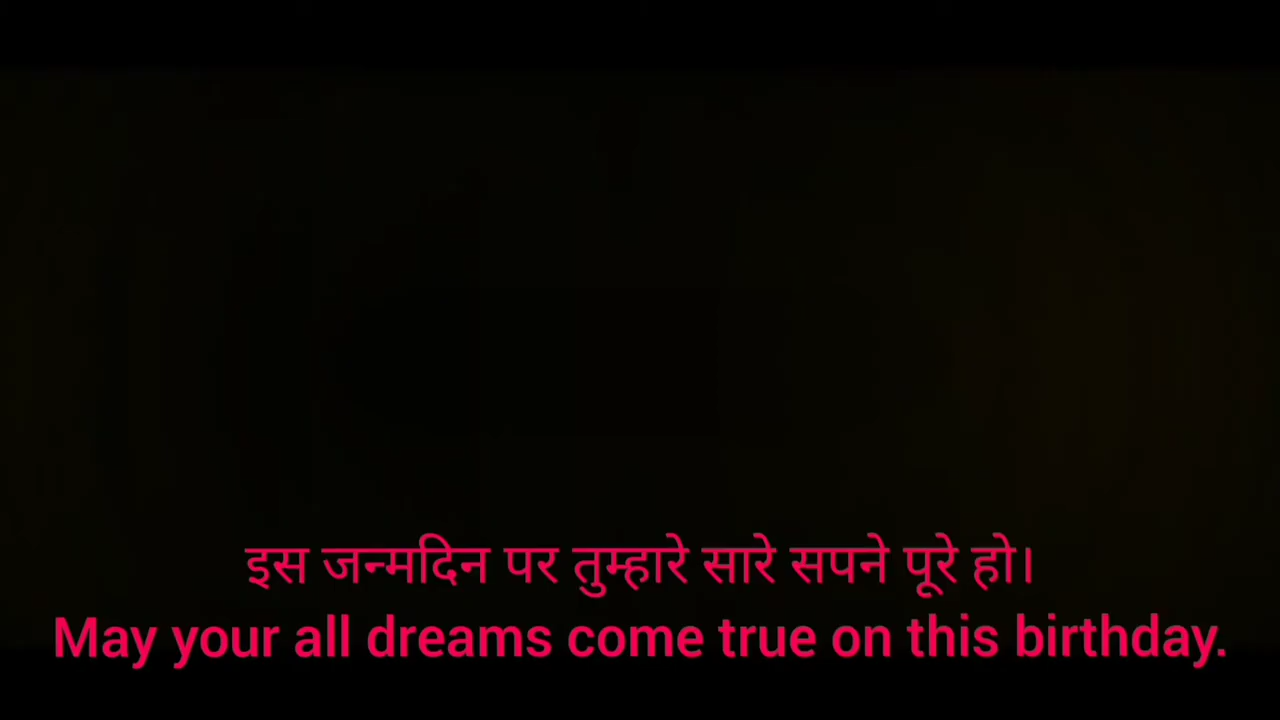 इस जन्मदिन पर तुम्हारे सारे सपने पूरे हो।
May your all dreams come true on this birthday.